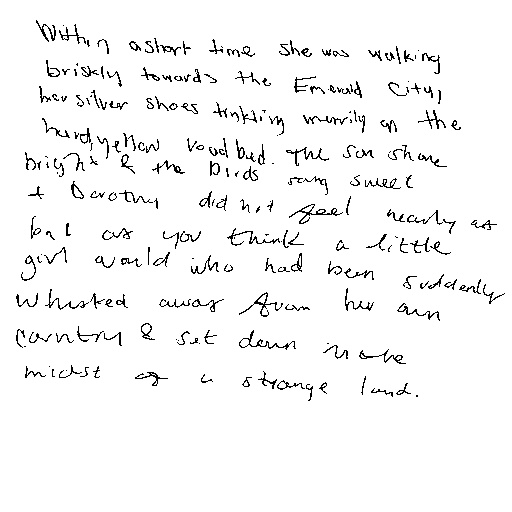 Within a short time she was walking
briskly towards the Emerald City,
her silver shoes tinkling merrily on the
hard, yellow roadbed. The sun shone
bright & the birds sang sweet
& Dorothy did not feel nearly as
bad as you think a little
girl would who had been suddenly
whisked away from her own
country & set down in the
midst of a strange land.